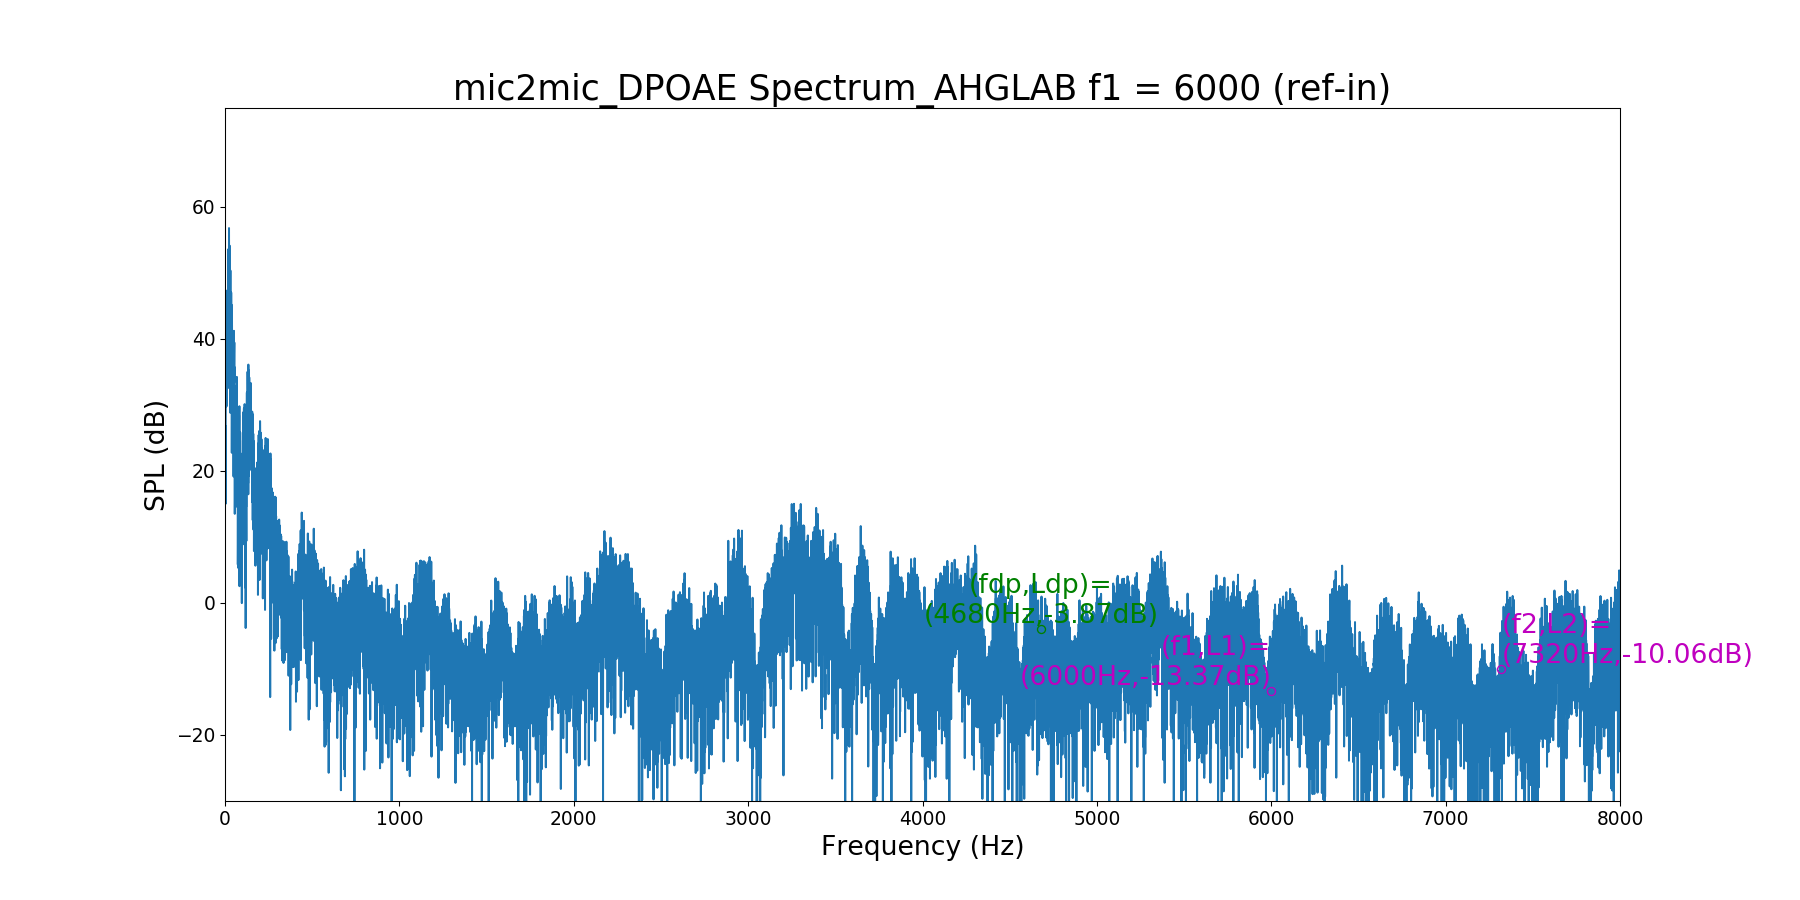 mic2mic_DPOAE Spectrum_AHGLAB f1 = 6000 (ref-in)
60
40
20
0
−20
SPL (dB)
(fdp,Ldp)=
(4680Hz,-3.87dB)
(f1,L1)=
(6000Hz,-13.37dB)
(f2,L2)=
(7320Hz,-10.06dB)
0 1000 2000 3000 4000 5000 6000 7000 8000
Frequency (Hz)